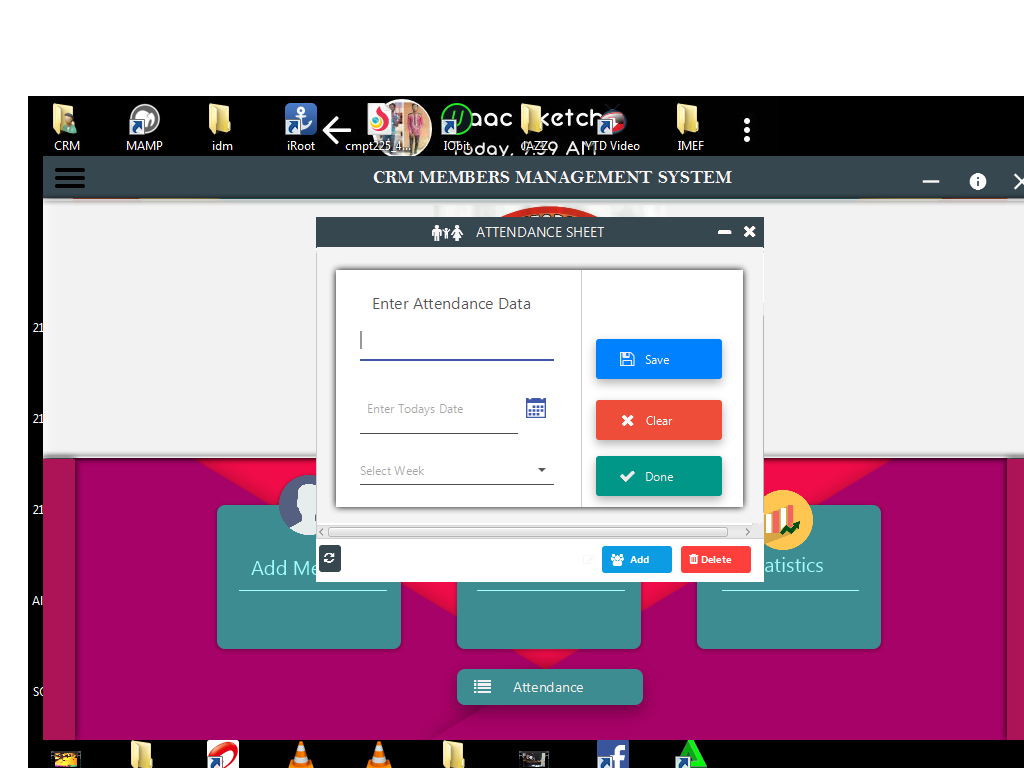 aac ketch
Today, 9:59 AM
CRM
MAMP
idm
iRoot
cmpt225_4...
IObit
JAZZ
YTD Video
IMEF
CRM MEMBERS MANAGEMENT SYSTEM
ATTENDANCE SHEET
Enter Attendance Data
Enter Todays Date
Select Week
Save
Clear
Done
Add
Delete
21
21
21
Add Me
atistics
Attendance